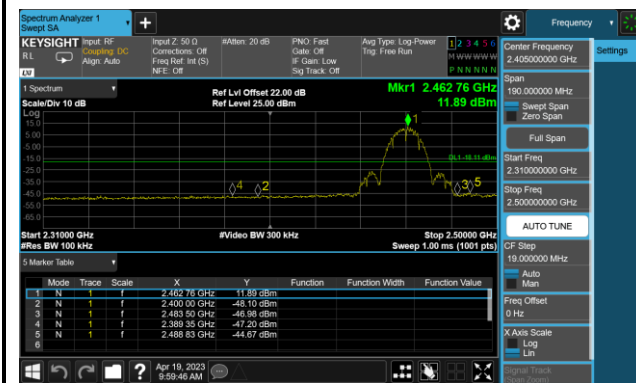 Spectrum Analyzer 1
Swept SA
Frequency
KEYSIGHT
RL
LXI
Input: RF
Coupling: DC
Align: Auto
Input Z: 50 Ω
Corrections: Off
Freq Ref: Int (S)
NFE: Off
#Atten: 20 dB
PNO: Fast
Gate: Off
IF Gain: Low
Sig Track: Off
Avg Type: Log-Power
Trig: Free Run
1 2 3 4 5 6
M W W W W W
P N N N N N
Center Frequency
2.405000000 GHz
Settings
Span
190.000000 MHz
Swept Span
Zero Span
Full Span
Start Freq
2.310000000 GHz
Stop Freq
2.500000000 GHz
AUTO TUNE
CF Step
19.000000 MHz
Auto
Man
Freq Offset
0 Hz
X Axis Scale
Log
Lin
Signal Track
(Span Zoom)
1 Spectrum
Scale/Div 10 dB
Log
Ref Lvl Offset 22.00 dB
Ref Level 25.00 dBm
Mkr1 2.462 76 GHz
11.89 dBm
15.0
5.00
-5.00
-15.0
-25.0
-35.0
-45.0
-55.0
-65.0
1
DL1 -18.11 dBm
4 2 3 5
Start 2.31000 GHz
#Res BW 100 kHz
#Video BW 300 kHz
Stop 2.50000 GHz
Sweep 1.00 ms (1001 pts)
5 Marker Table
Mode Trace Scale X Y Function Function Width Function Value
1 N 1 f 2.462 76 GHz 11.89 dBm
2 N 1 f 2.400 00 GHz -48.10 dBm
3 N 1 f 2.483 50 GHz -46.98 dBm
4 N 1 f 2.389 35 GHz -47.20 dBm
5 N 1 f 2.488 83 GHz -44.67 dBm
6
?
Apr 19, 2023
9:59:46 AM